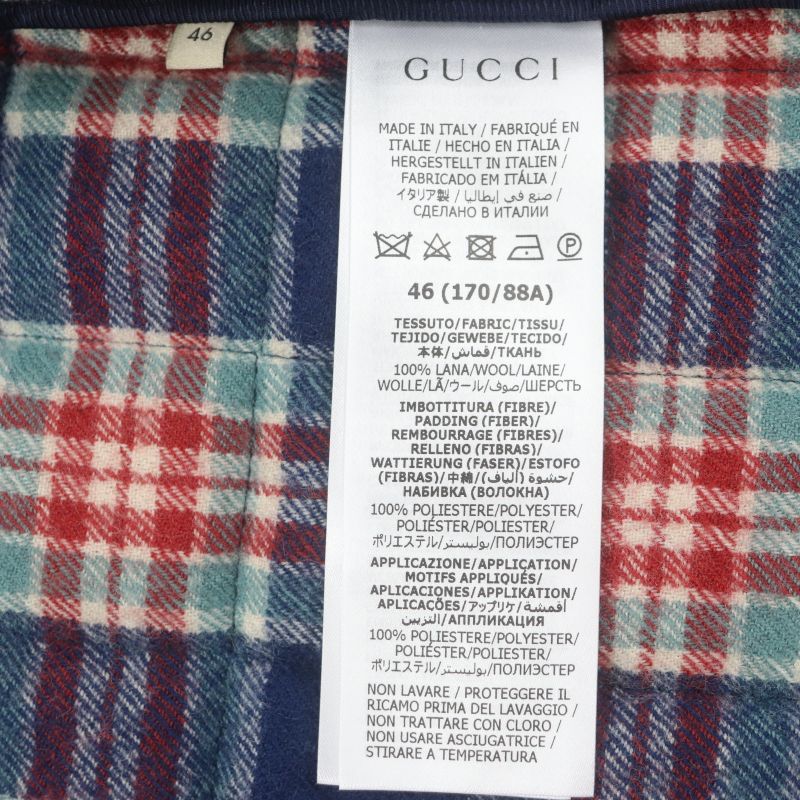 46
GUCCI
MADE IN ITALY / FABRIQUÉ EN
ITALIE / HECHO EN ITALIA /
HERGESTELLT IN ITALIEN /
FABRICADO EM ITÁLIA /
イタリア製 / صنع في إيطاليا /
СДЕЛАНО В ИТАЛИИ
P
46 (170/88A)
TESSUTO/FABRIC/TISSU/
TEJIDO/GEWEBE/TECIDO/
本体/قماش/ТКАНЬ
100% LANA/WOOL/LAINE/
WOLLE/LÃ/ウール/صوف/ШЕРСТЬ
IMBOTTITURA (FIBRE)/
PADDING (FIBER)/
REMBOURRAGE (FIBRES)/
RELLENO (FIBRAS)/
WATTIERUNG (FASER)/ESTOFO
(FIBRAS)/中綿/حشوة (ألياف)/
НАБИВКА (ВОЛОКНА)
100% POLIESTERE/POLYESTER/
POLIÉSTER/POLIESTER/
ポリエステル/بوليستر/ПОЛИЭСТЕР
APPLICAZIONE/APPLICATION/
MOTIFS APPLIQUÉS/
APLICACIONES/APPLIKATION/
APLICAÇÕES/アップリケ/أقمشة
التزيين/АППЛИКАЦИЯ
100% POLIESTERE/POLYESTER/
POLIÉSTER/POLIESTER/
ポリエステル/بوليستر/ПОЛИЭСТЕР
NON LAVARE / PROTEGGERE IL
RICAMO PRIMA DEL LAVAGGIO /
NON TRATTARE CON CLORO /
NON USARE ASCIUGATRICE /
STIRARE A TEMPERATURA